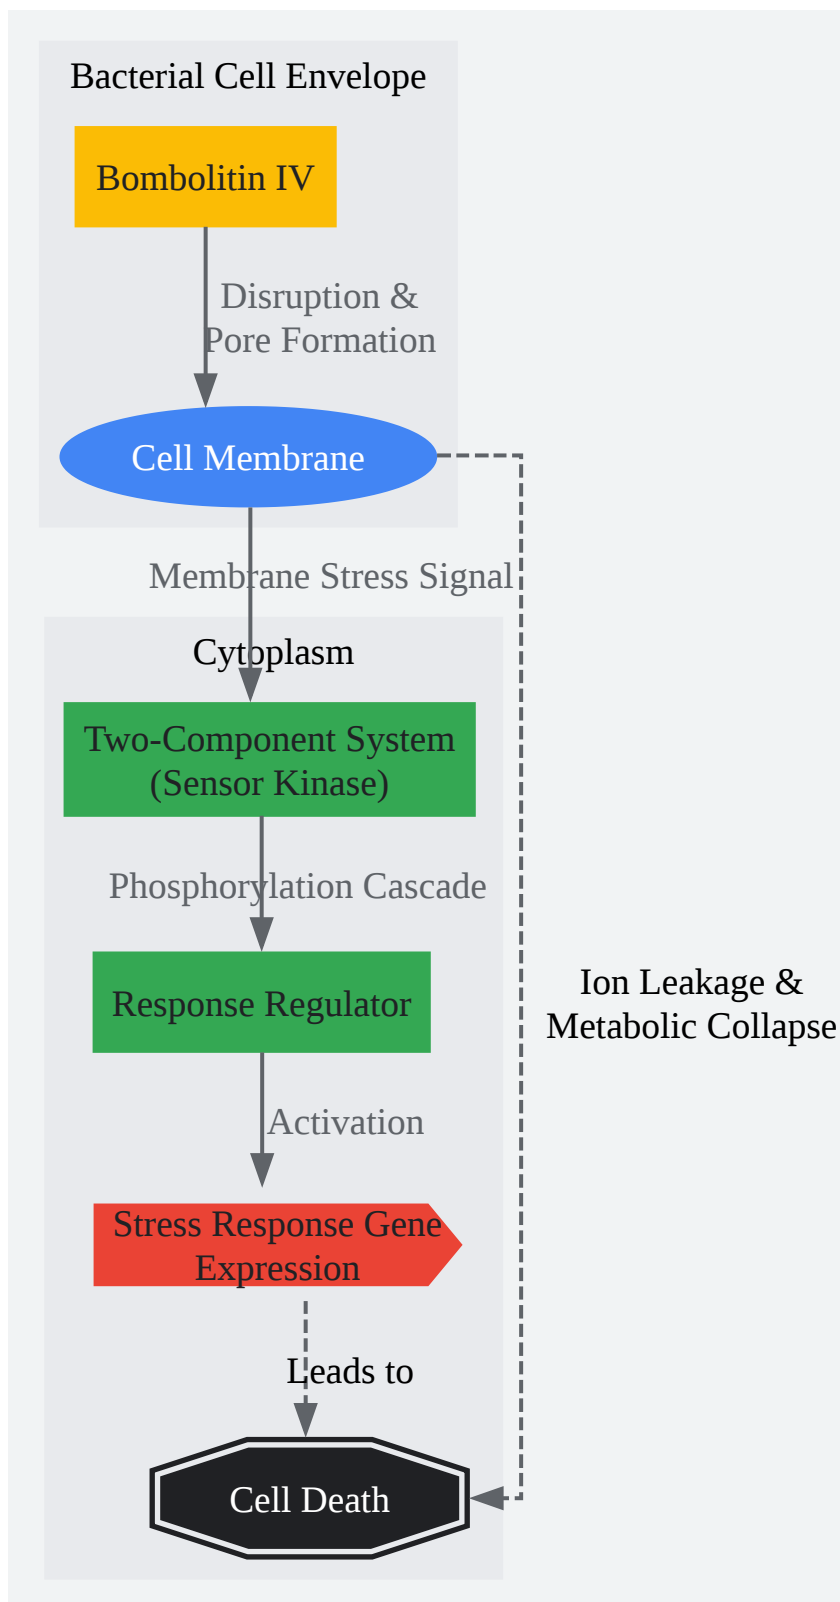 Bacterial Cell Envelope
Bombolitin IV
Disruption &
Pore Formation
Cell Membrane
Membrane Stress Signal
Cytoplasm
Two-Component System
(Sensor Kinase)
Phosphorylation Cascade
Ion Leakage &
Metabolic Collapse
Response Regulator
Activation
Stress Response Gene
Expression
Leads to
Cell Death